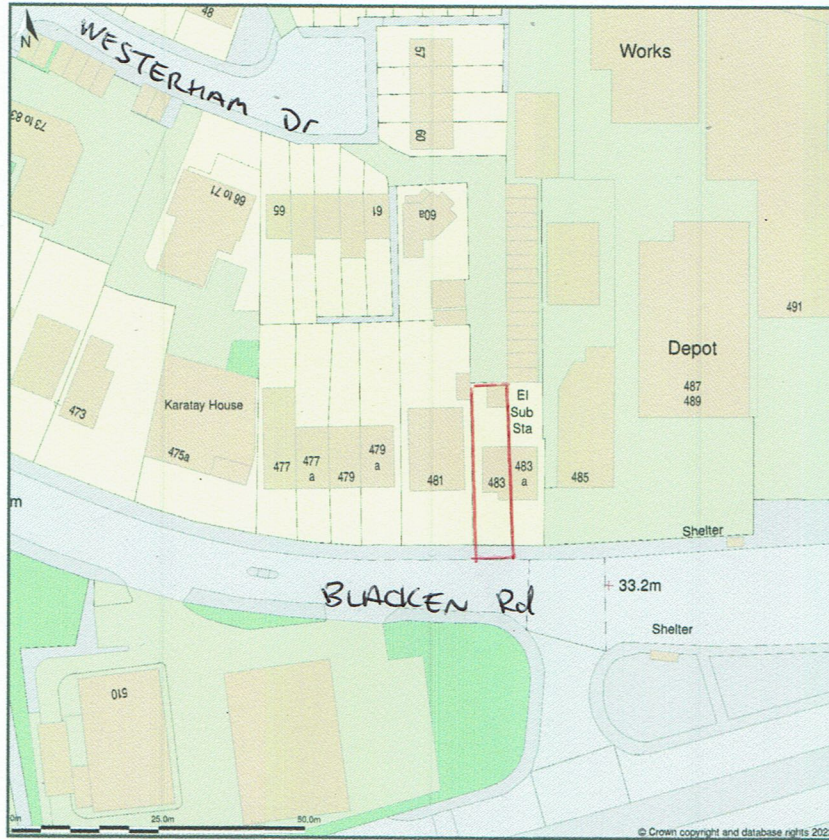 48
N
WESTERHAM Dr
57
Works
60
73 to 83
66 to 71
65
61
60a
491
Depot
487
489
El
Sub
Sta
Karatay House
473
475a
477
477
a
479
479
a
481
483
483
a
485
m
Shelter
BLACKEN Rd
33.2m
Shelter
510
0m
25.0m
50.0m
© Crown copyright and database rights 202